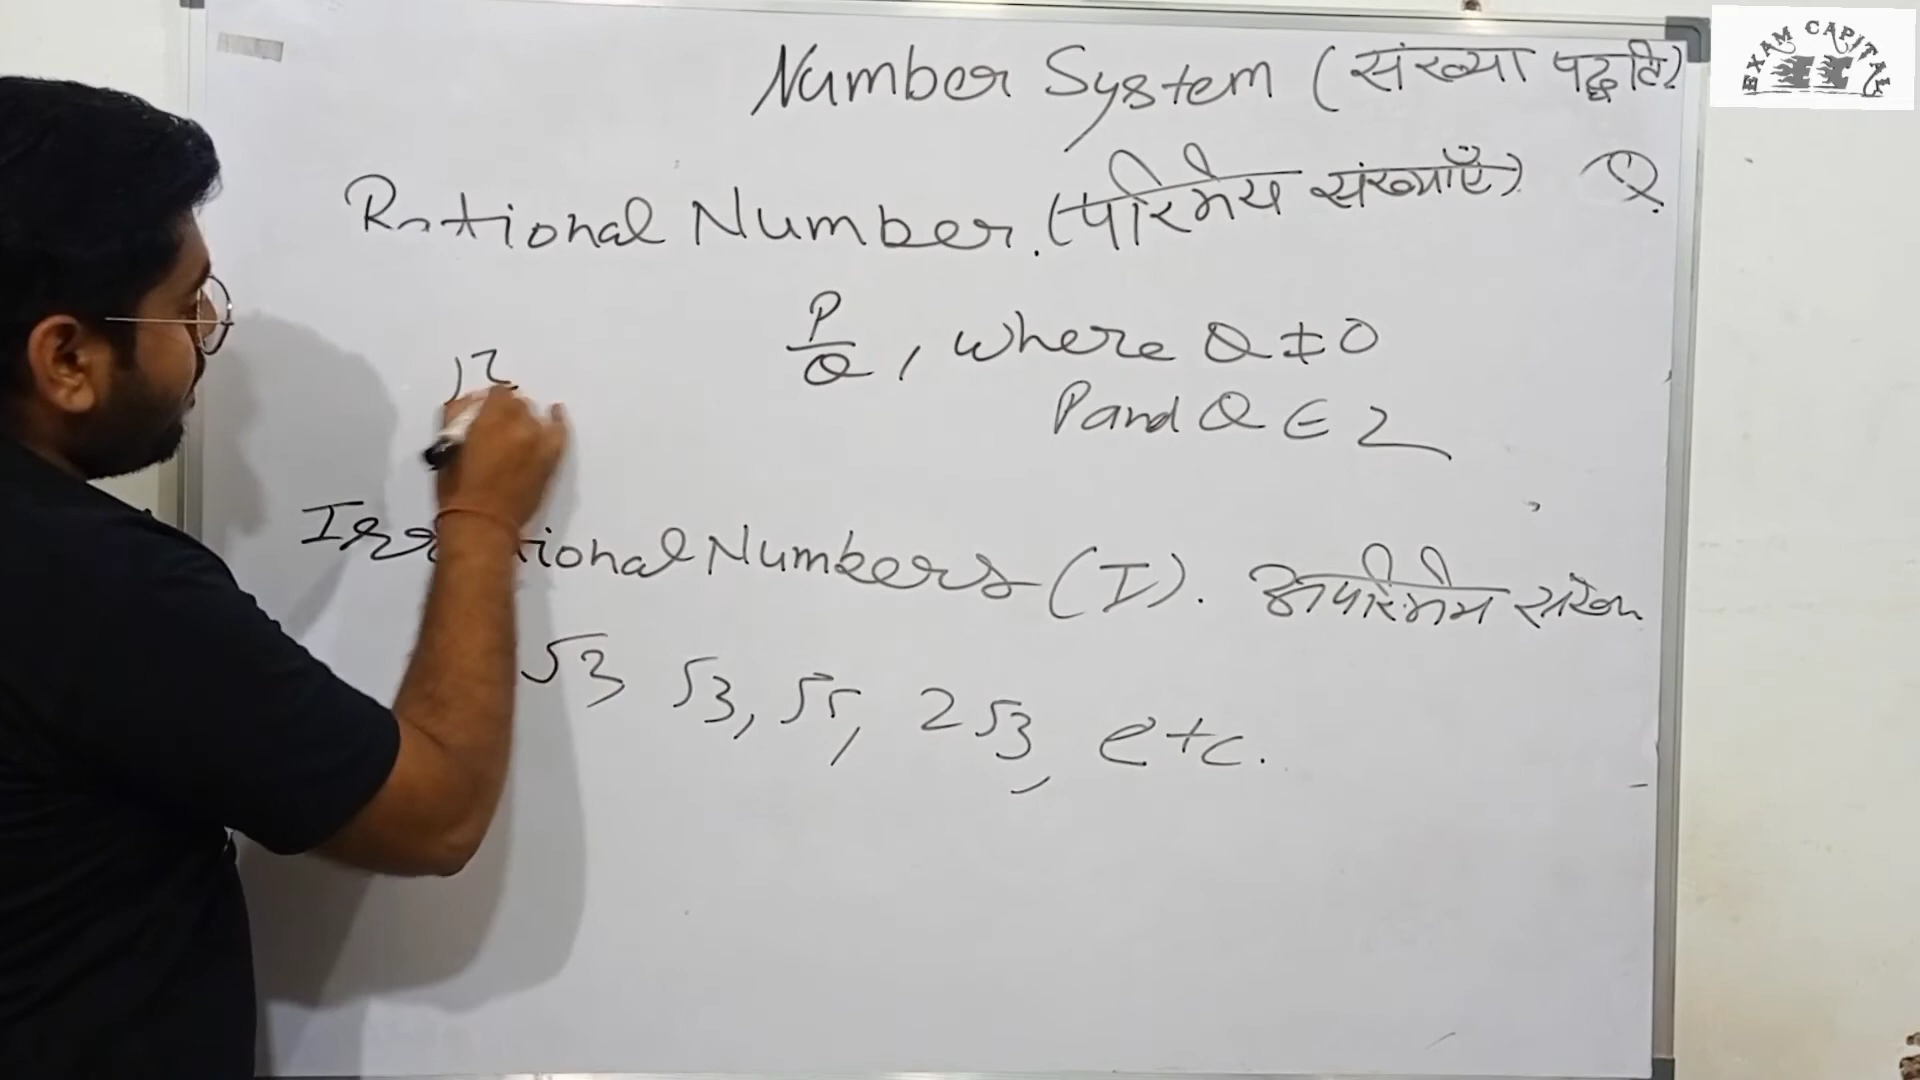 Number System (संख्या पद्धति)
EXAM CAPITAL
Rational Number. (परिमेय संख्याएँ) Q
P/Q, where Q ≠ 0
P and Q ∈ Z
Irrational Numbers (I). अपरिमेय
√3 √3, √5, 2√3, etc.